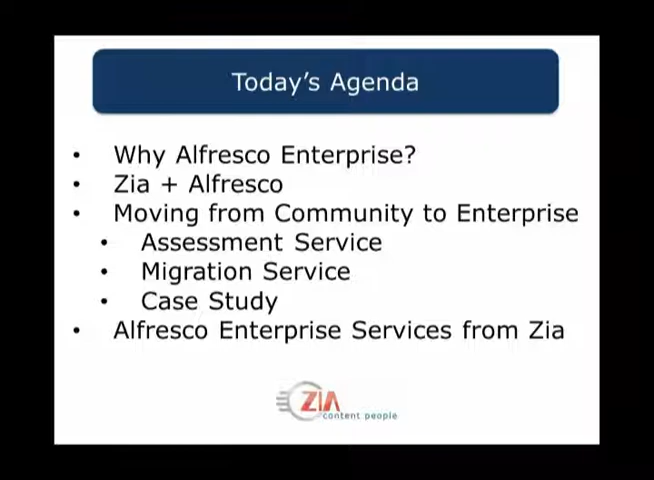 Today's Agenda
• Why Alfresco Enterprise?
• Zia + Alfresco
• Moving from Community to Enterprise
• Assessment Service
• Migration Service
• Case Study
• Alfresco Enterprise Services from Zia
ZIA
content people